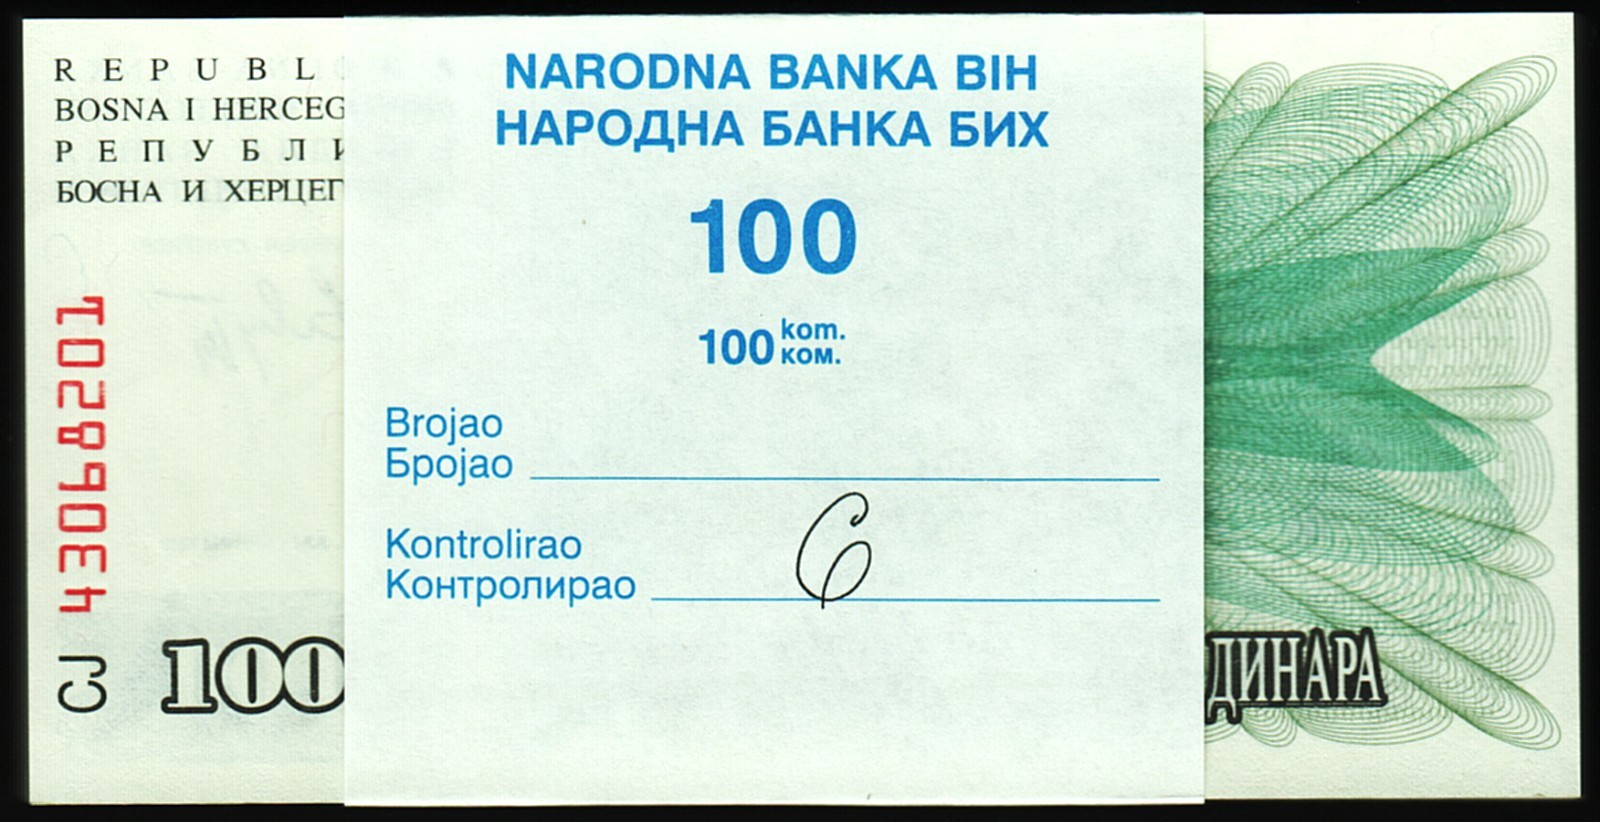 REPUBL
BOSNA I HERCEG
РЕПУБЛИ
БОСНА И ХЕРЦЕГ
NARODNA BANKA BIH
НАРОДНА БАНКА БИХ
100
100 kom.
ком.
Brojao
Бројао
Kontrolirao
Контролирао
CJ 43068201
100
ДИНАРА